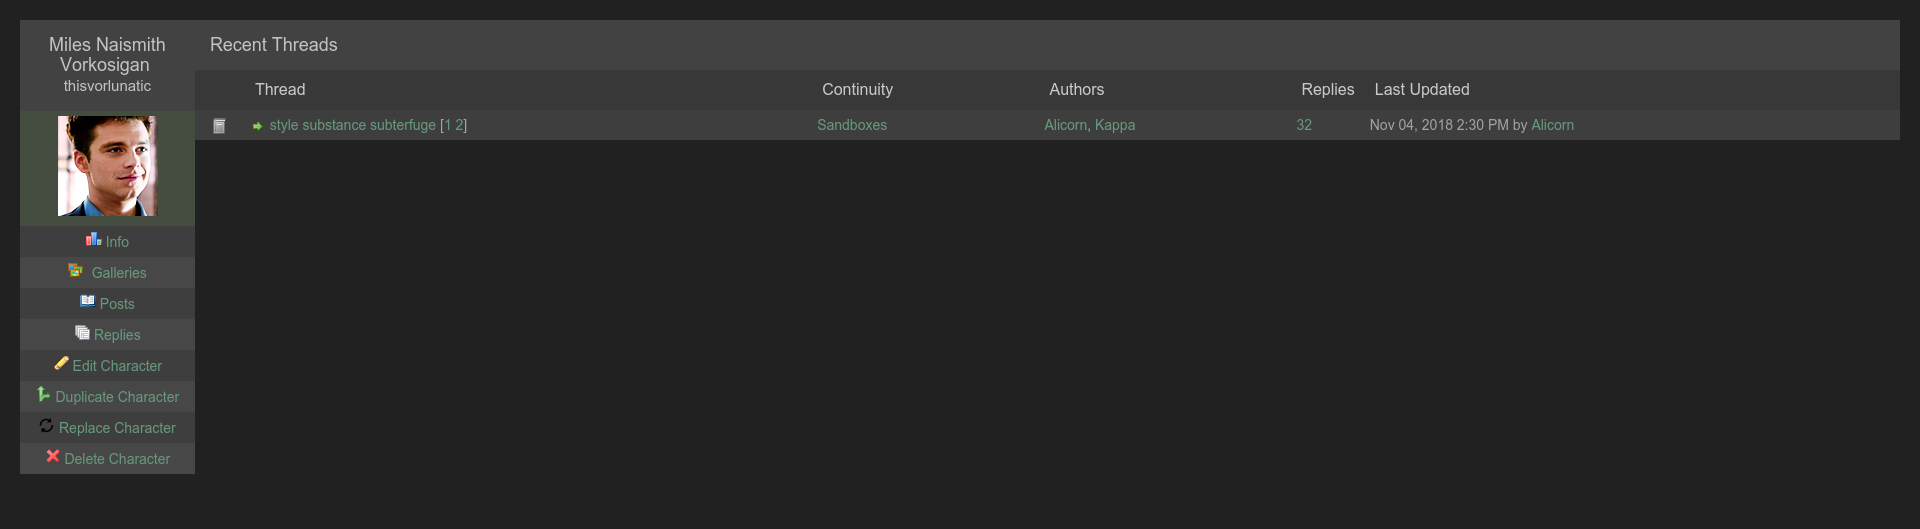 Miles Naismith
Vorkosigan
thisvorlunatic
Info
Galleries
Posts
Replies
Edit Character
Duplicate Character
Replace Character
Delete Character
Recent Threads
Thread Continuity Authors Replies Last Updated
style substance subterfuge [1 2] Sandboxes Alicorn, Kappa 32 Nov 04, 2018 2:30 PM by Alicorn